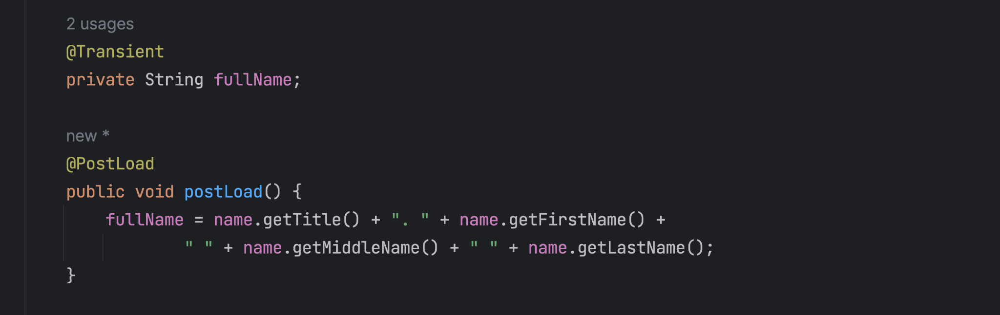 2 usages
@Transient
private String fullName;
new *
@PostLoad
public void postLoad() {
fullName = name.getTitle() + ". " + name.getFirstName() +
" " + name.getMiddleName() + " " + name.getLastName();
}